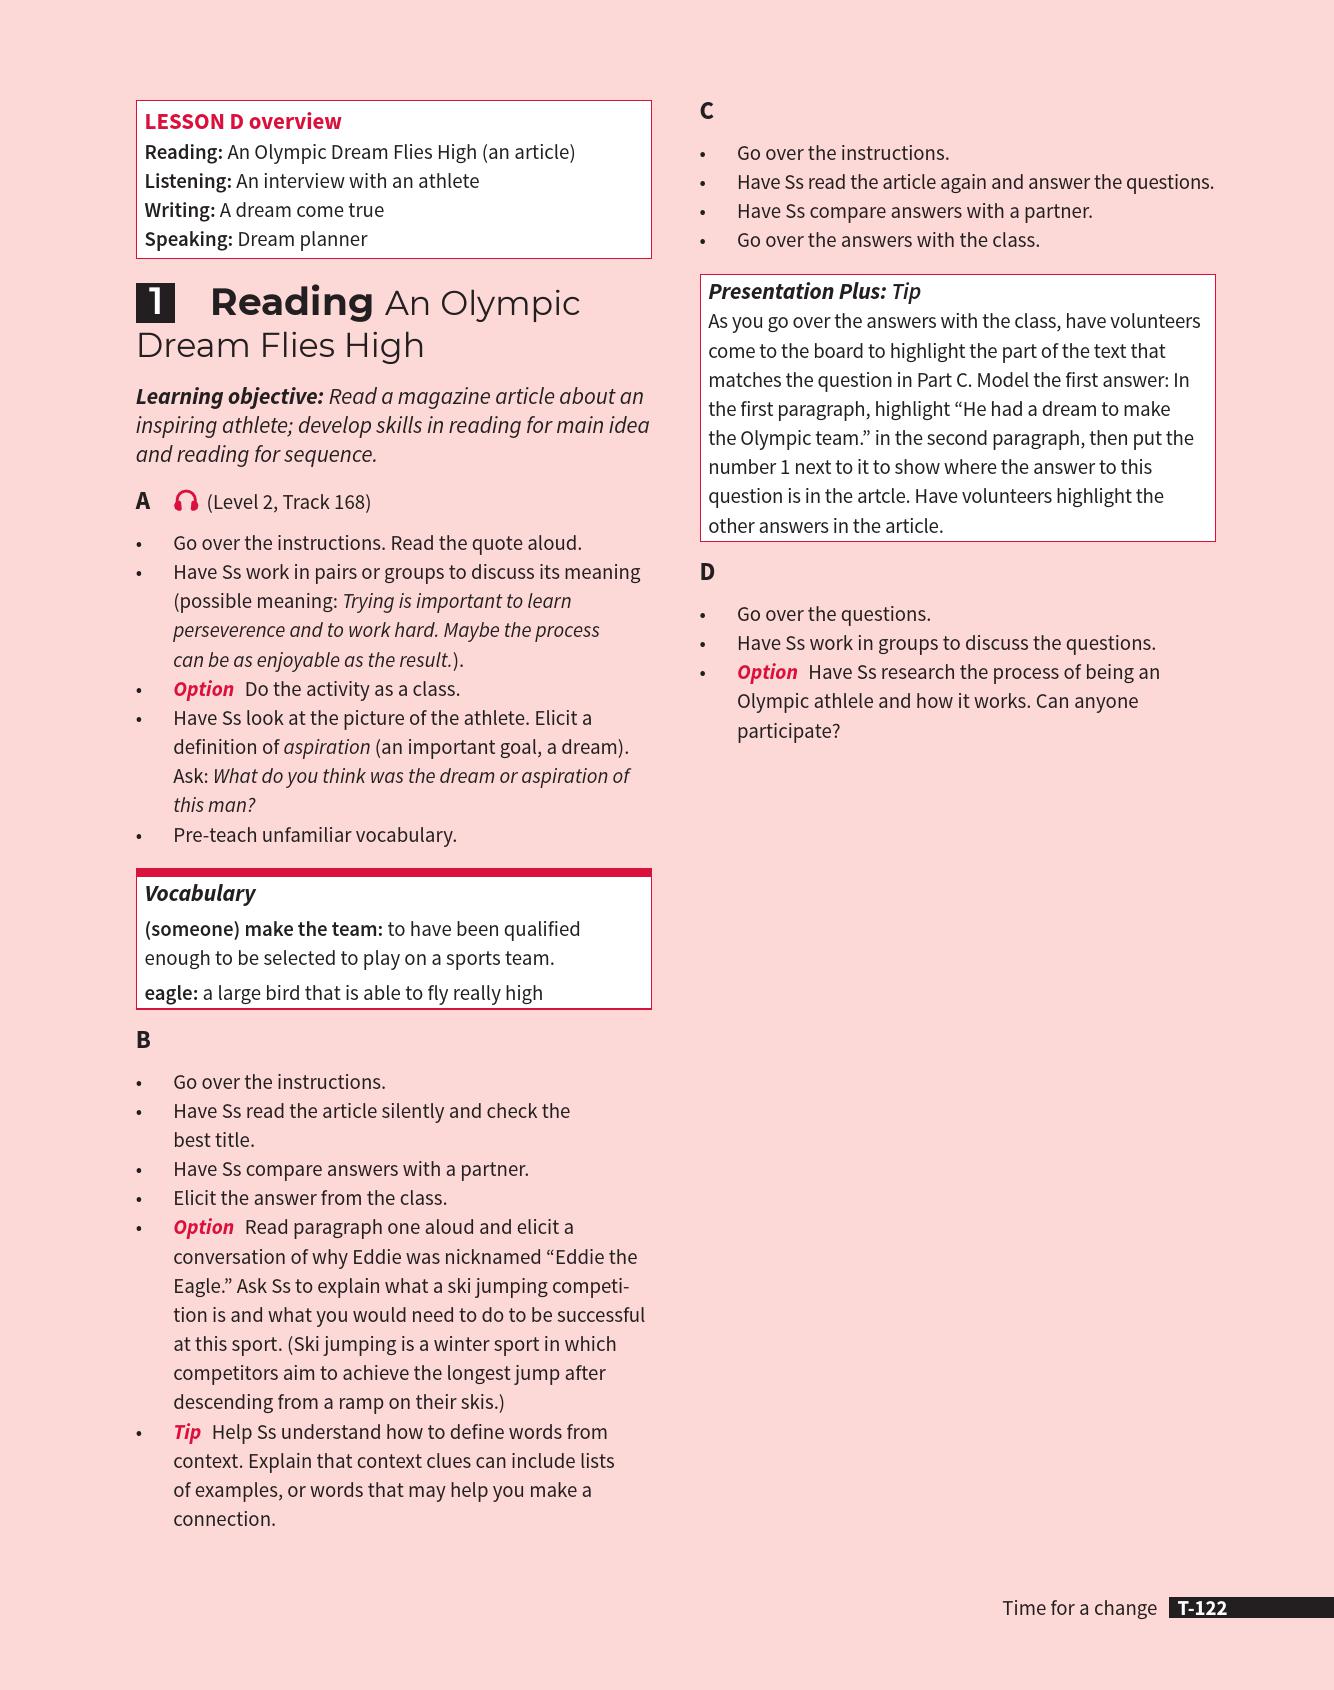 LESSON D overview
Reading: An Olympic Dream Flies High (an article)
Listening: An interview with an athlete
Writing: A dream come true
Speaking: Dream planner
1 Reading An Olympic
Dream Flies High
Learning objective: Read a magazine article about an
inspiring athlete; develop skills in reading for main idea
and reading for sequence.
A (Level 2, Track 168)
• Go over the instructions. Read the quote aloud.
• Have Ss work in pairs or groups to discuss its meaning
(possible meaning: Trying is important to learn
perseverence and to work hard. Maybe the process
can be as enjoyable as the result.).
• Option Do the activity as a class.
• Have Ss look at the picture of the athlete. Elicit a
definition of aspiration (an important goal, a dream).
Ask: What do you think was the dream or aspiration of
this man?
• Pre-teach unfamiliar vocabulary.
Vocabulary
(someone) make the team: to have been qualified
enough to be selected to play on a sports team.
eagle: a large bird that is able to fly really high
B
• Go over the instructions.
• Have Ss read the article silently and check the
best title.
• Have Ss compare answers with a partner.
• Elicit the answer from the class.
• Option Read paragraph one aloud and elicit a
conversation of why Eddie was nicknamed “Eddie the
Eagle.” Ask Ss to explain what a ski jumping competi-
tion is and what you would need to do to be successful
at this sport. (Ski jumping is a winter sport in which
competitors aim to achieve the longest jump after
descending from a ramp on their skis.)
• Tip Help Ss understand how to define words from
context. Explain that context clues can include lists
of examples, or words that may help you make a
connection.
C
• Go over the instructions.
• Have Ss read the article again and answer the questions.
• Have Ss compare answers with a partner.
• Go over the answers with the class.
Presentation Plus: Tip
As you go over the answers with the class, have volunteers
come to the board to highlight the part of the text that
matches the question in Part C. Model the first answer: In
the first paragraph, highlight “He had a dream to make
the Olympic team.” in the second paragraph, then put the
number 1 next to it to show where the answer to this
question is in the artcle. Have volunteers highlight the
other answers in the article.
D
• Go over the questions.
• Have Ss work in groups to discuss the questions.
• Option Have Ss research the process of being an
Olympic athlele and how it works. Can anyone
participate?
Time for a change T-122